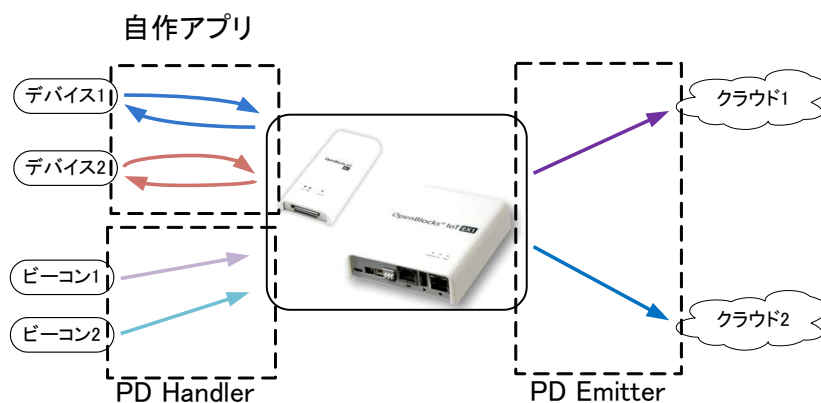 自作アプリ
デバイス1
デバイス2
ビーコン1
ビーコン2
PD Handler
OpenBlocks IoT
OpenBlocks™ IoT EX1
PD Emitter
クラウド1
クラウド2